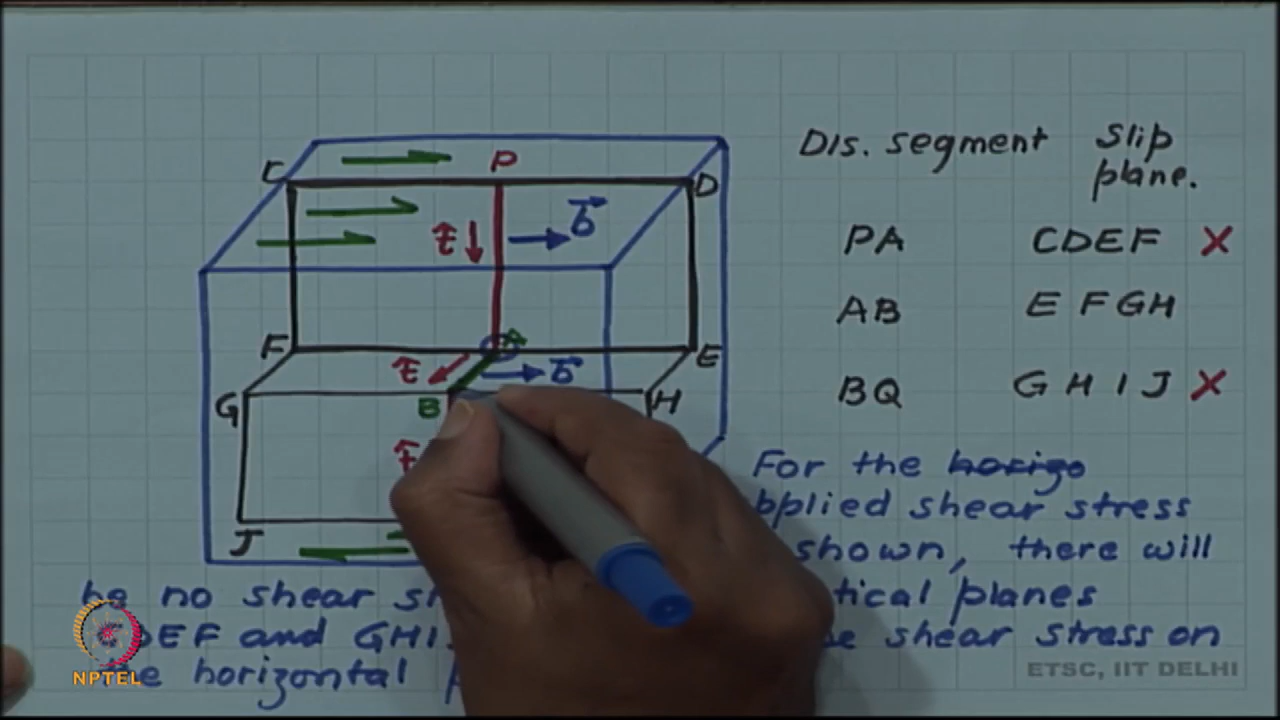 Dis. segment Slip plane.
C P D
t̂ b⃗
PA CDEF X
AB EFGH
F A E
t̂ b⃗
G B H
BQ GHIJ X
t̂
J
For the horizo
pplied shear stress
shown, there will
be no shear tical planes
DEF and GHI shear stress on
horizontal
NPTEL
ETSC, IIT DELHI